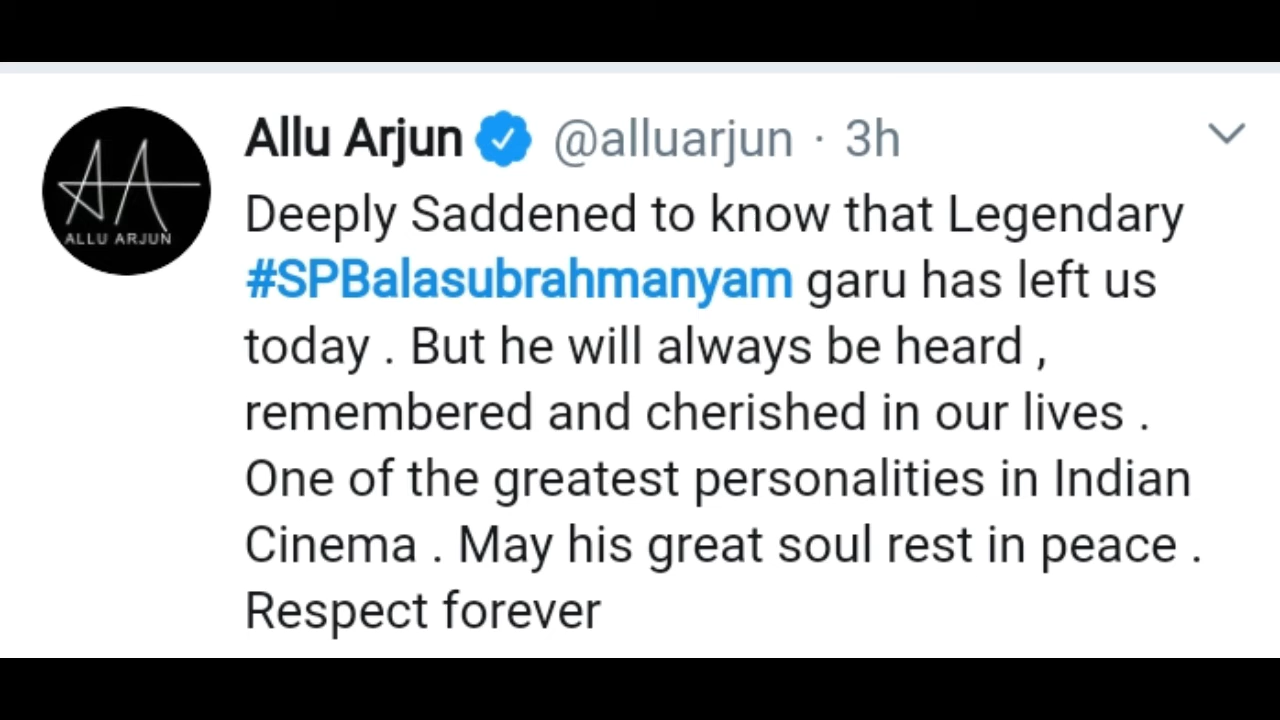 ALLU ARJUN
Allu Arjun @alluarjun · 3h
Deeply Saddened to know that Legendary
#SPBalasubrahmanyam garu has left us
today . But he will always be heard ,
remembered and cherished in our lives .
One of the greatest personalities in Indian
Cinema . May his great soul rest in peace .
Respect forever